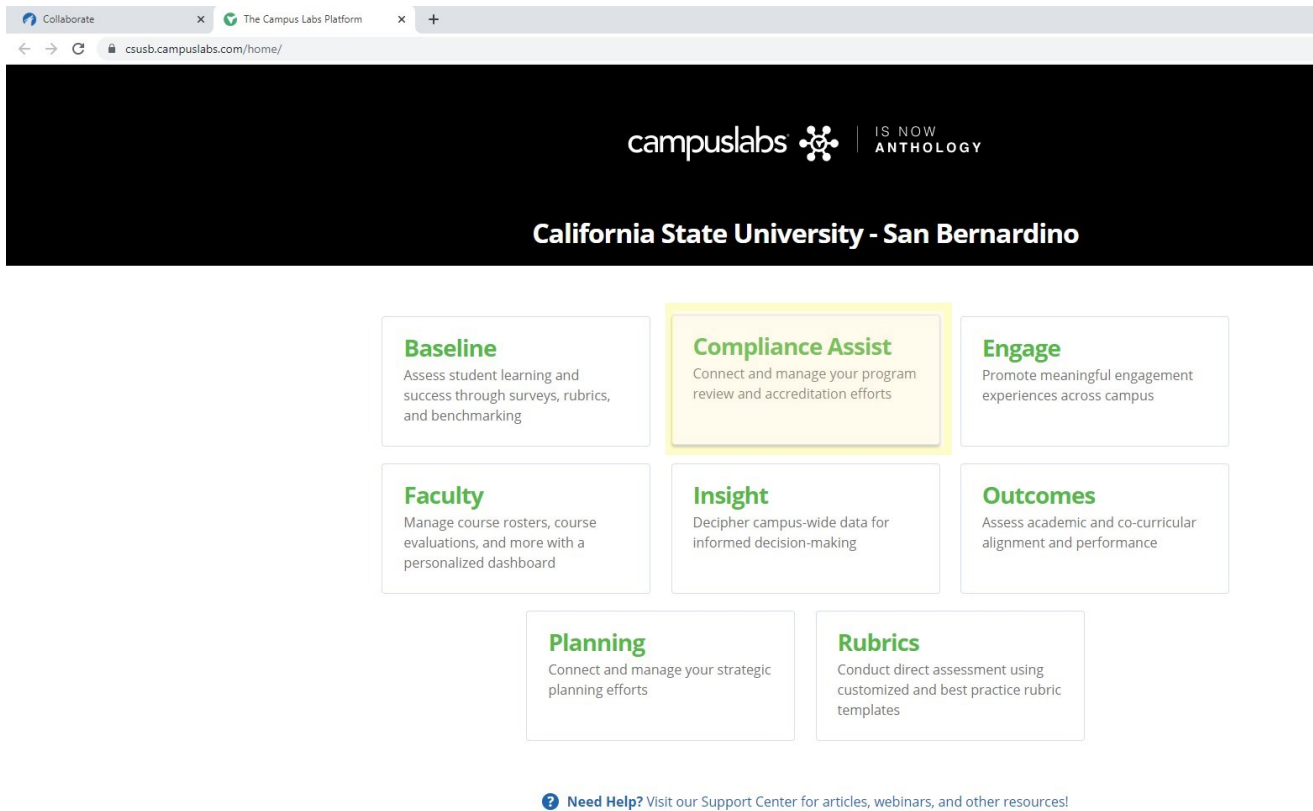 Collaborate
The Campus Labs Platform
csusb.campuslabs.com/home/
campuslabs
IS NOW
ANTHOLOGY
California State University - San Bernardino
Baseline
Assess student learning and
success through surveys, rubrics,
and benchmarking
Compliance Assist
Connect and manage your program
review and accreditation efforts
Engage
Promote meaningful engagement
experiences across campus
Faculty
Manage course rosters, course
evaluations, and more with a
personalized dashboard
Insight
Decipher campus-wide data for
informed decision-making
Outcomes
Assess academic and co-curricular
alignment and performance
Planning
Connect and manage your strategic
planning efforts
Rubrics
Conduct direct assessment using
customized and best practice rubric
templates
Need Help? Visit our Support Center for articles, webinars, and other resources!